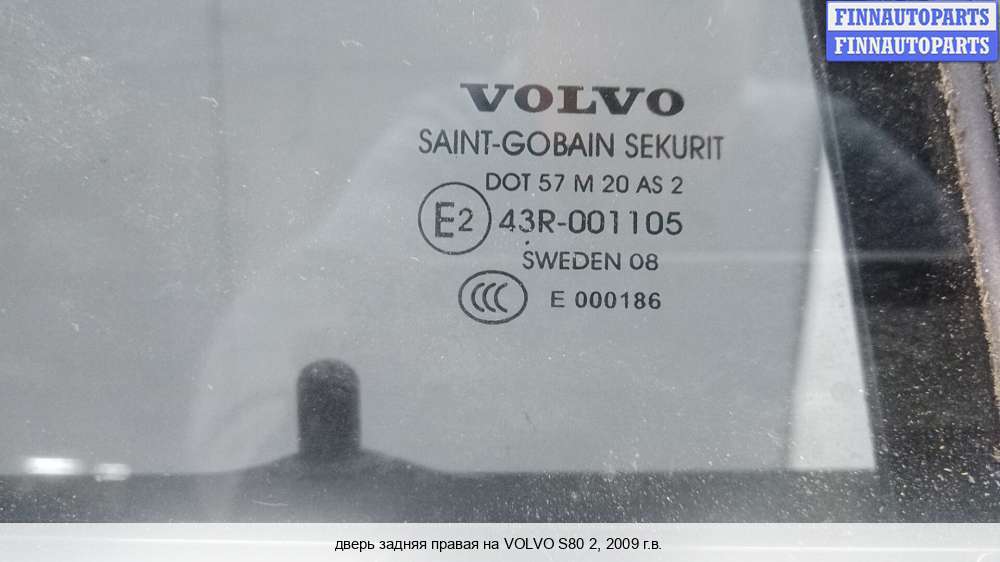 FINNAUTOPARTS
FINNAUTOPARTS
VOLVO
SAINT-GOBAIN SEKURIT
DOT 57 M 20 AS 2
E2 43R-001105
SWEDEN 08
CCC E 000186
дверь задняя правая на VOLVO S80 2, 2009 г.в.